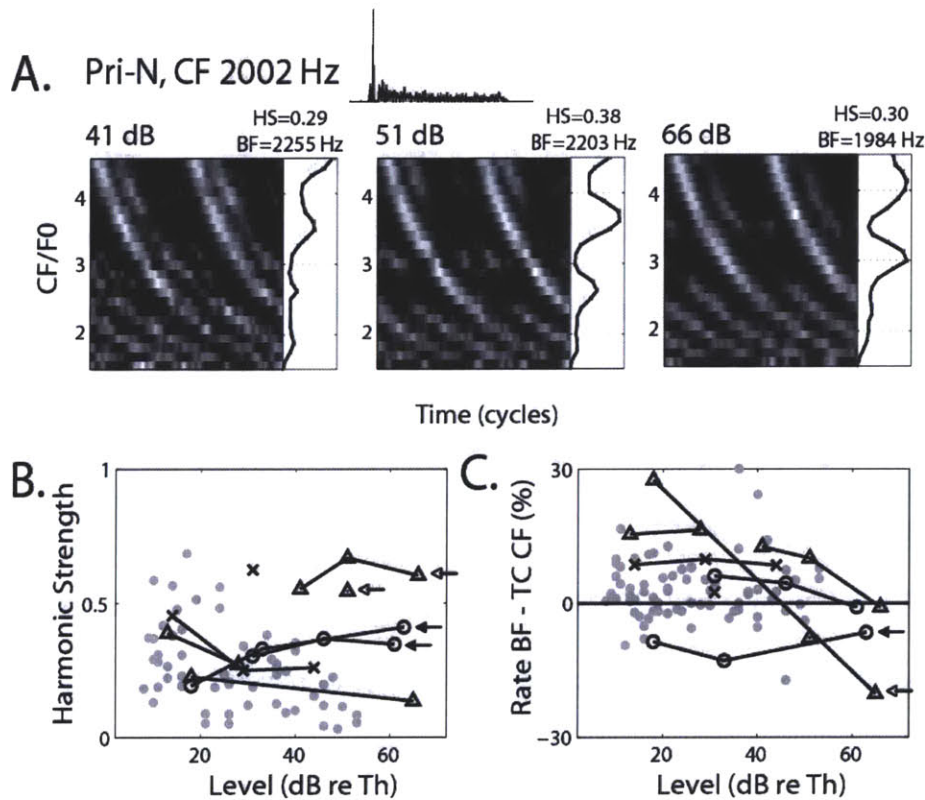 A. Pri-N, CF 2002 Hz
41 dB
HS=0.29
BF=2255 Hz
51 dB
HS=0.38
BF=2203 Hz
66 dB
HS=0.30
BF=1984 Hz
CF/F0
4
3
2
4
3
2
4
3
2
Time (cycles)
B.
Harmonic Strength
1
0.5
0
20
40
60
Level (dB re Th)
C.
Rate BF - TC CF (%)
30
0
−30
20
40
60
Level (dB re Th)